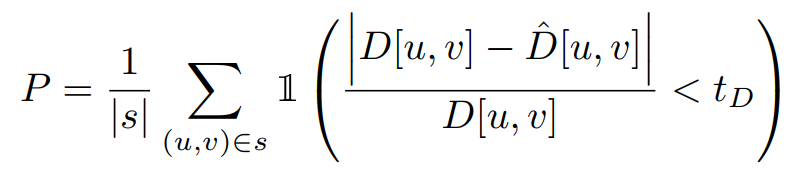 P = \frac{1}{|s|} \sum_{(u,v)\in s} \mathbb{1} \left( \frac{\left| D[u,v] - \hat{D}[u,v] \right|}{D[u,v]} < t_D \right)